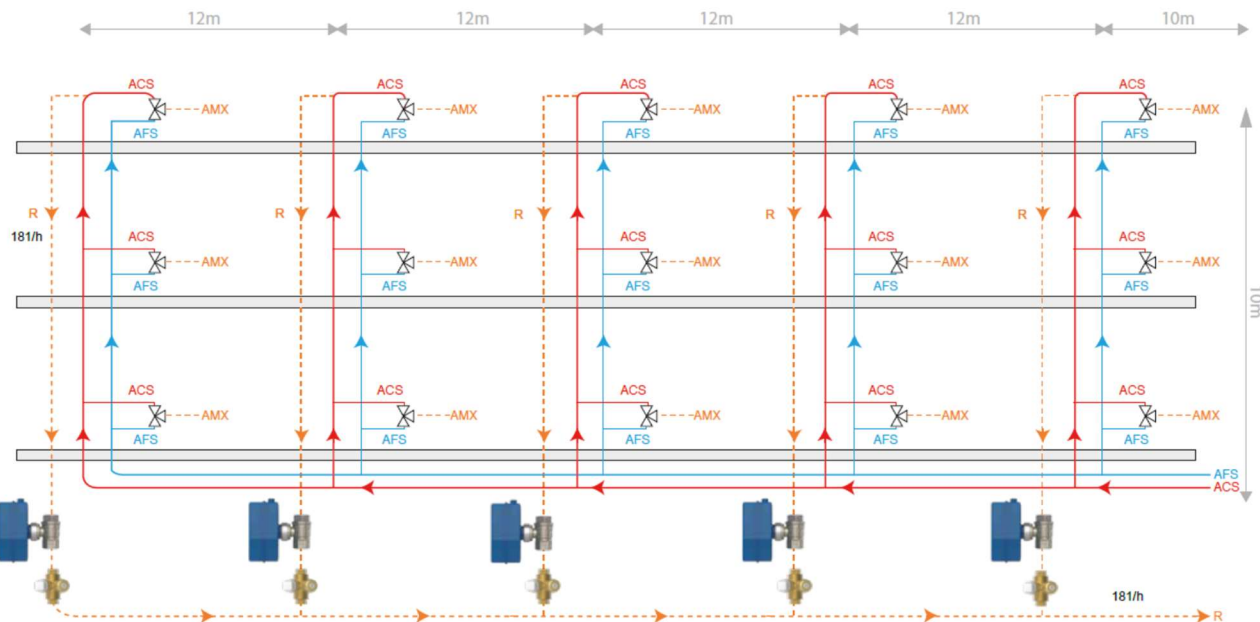 12m 12m 12m 12m 10m
ACS ACS ACS ACS ACS
AMX AMX AMX AMX AMX
AFS AFS AFS AFS AFS
R R R R R
181/h
ACS ACS ACS ACS ACS
AMX AMX AMX AMX AMX
AFS AFS AFS AFS AFS
10m
ACS ACS ACS ACS ACS
AMX AMX AMX AMX AMX
AFS AFS AFS AFS AFS
AFS
ACS
181/h
R